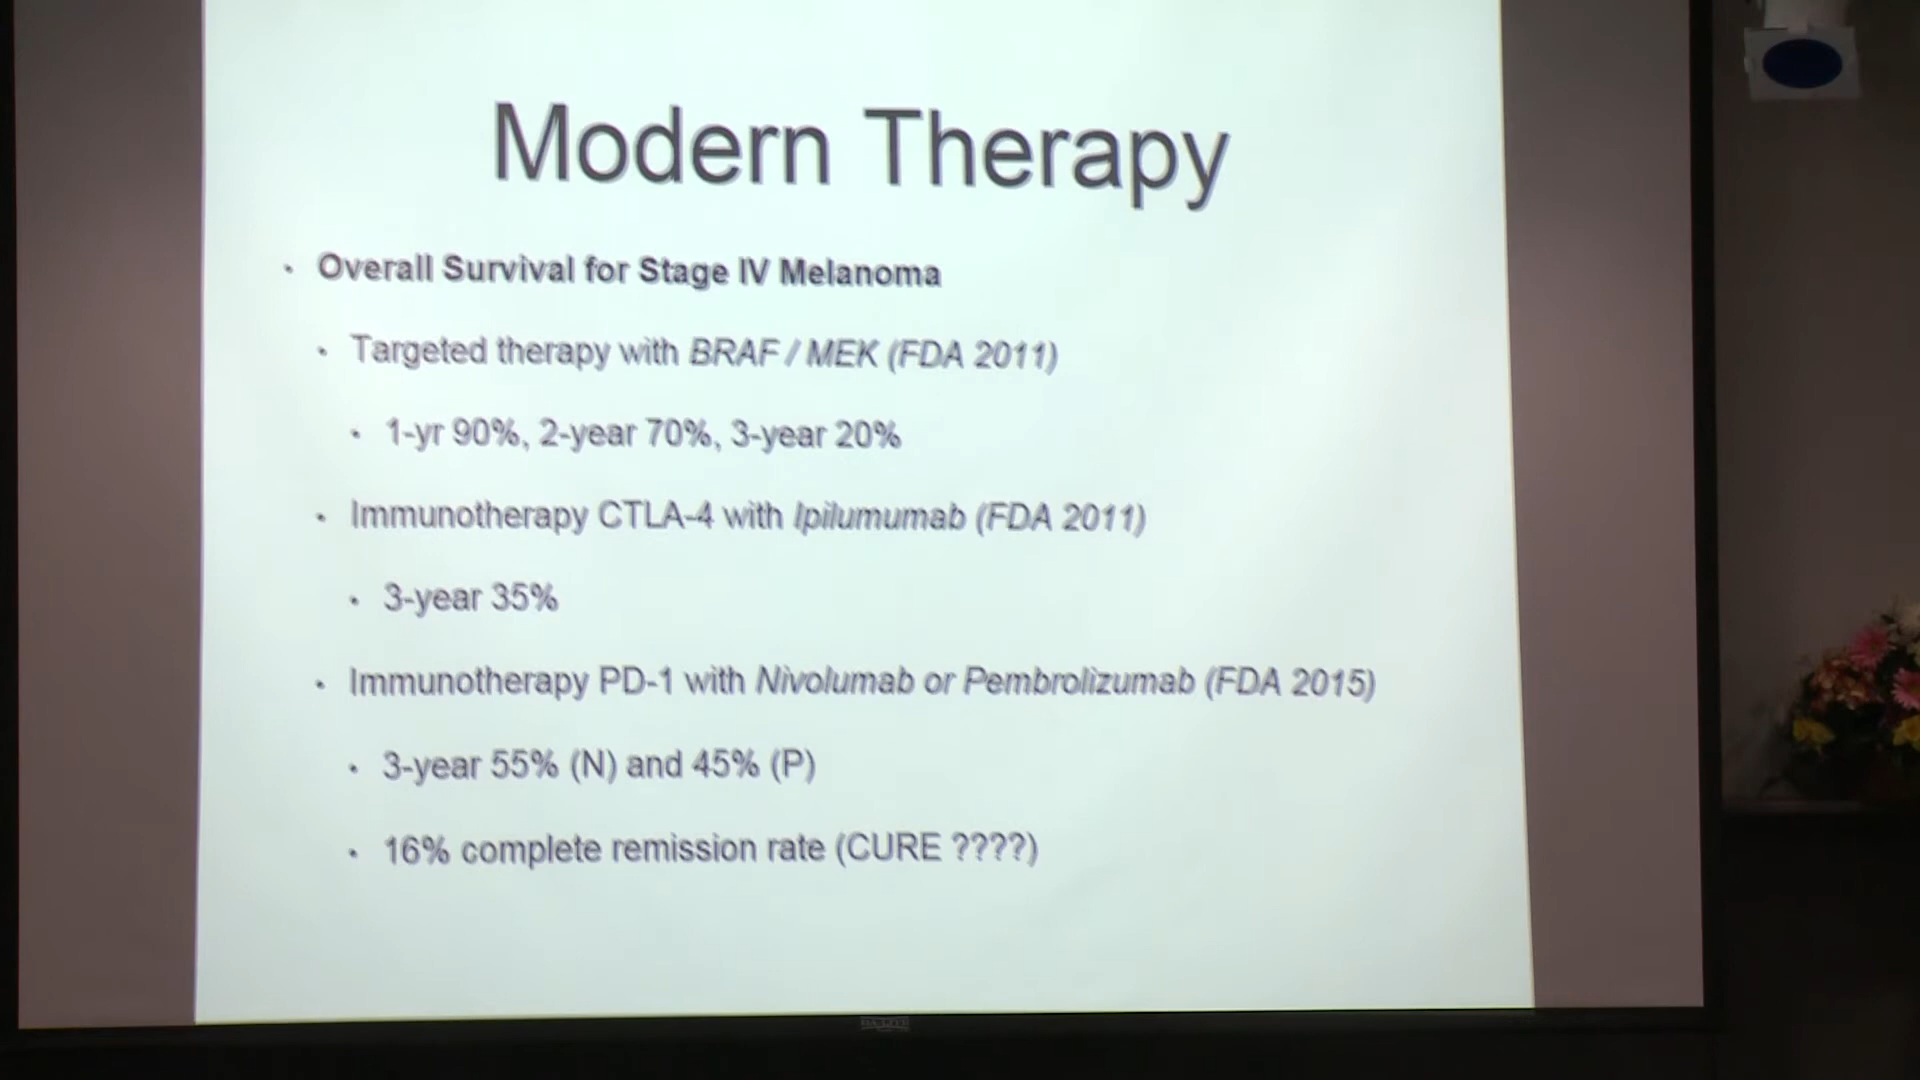 Modern Therapy
• Overall Survival for Stage IV Melanoma
• Targeted therapy with BRAF / MEK (FDA 2011)
• 1-yr 90%, 2-year 70%, 3-year 20%
• Immunotherapy CTLA-4 with Ipilumumab (FDA 2011)
• 3-year 35%
• Immunotherapy PD-1 with Nivolumab or Pembrolizumab (FDA 2015)
• 3-year 55% (N) and 45% (P)
• 16% complete remission rate (CURE ????)